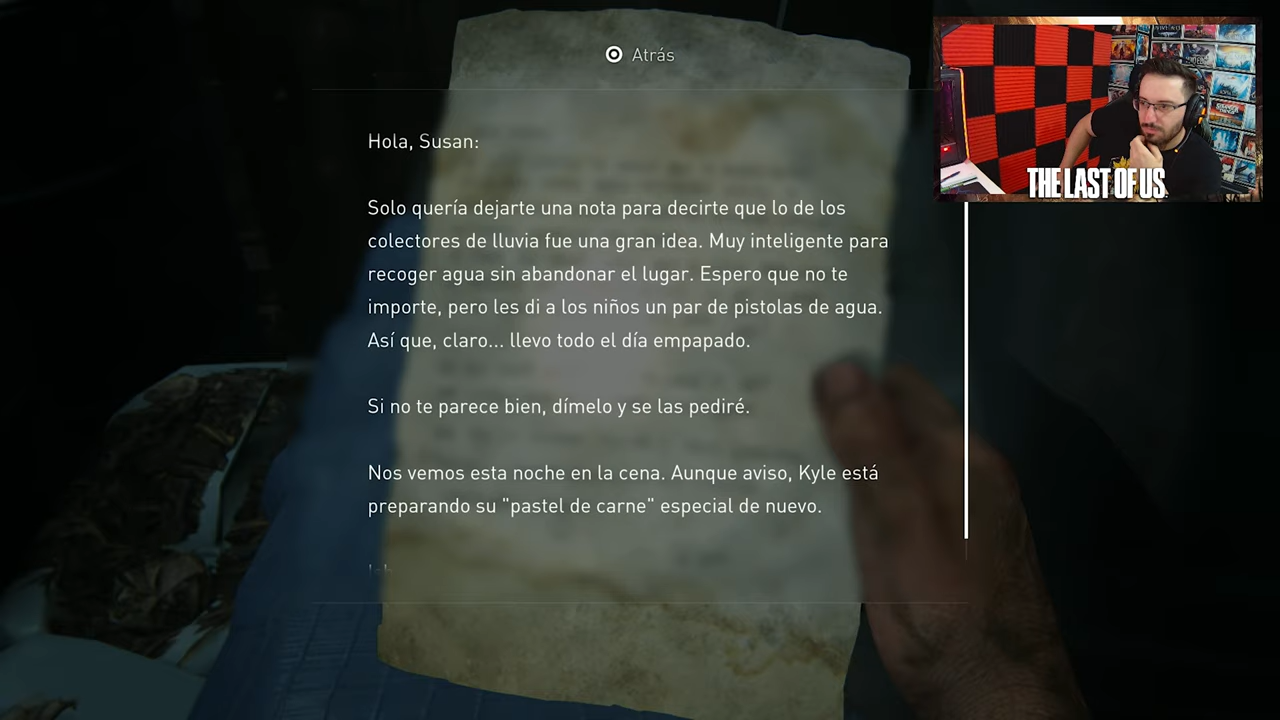 Atrás
THE LAST OF US
Hola, Susan:
Solo quería dejarte una nota para decirte que lo de los
colectores de lluvia fue una gran idea. Muy inteligente para
recoger agua sin abandonar el lugar. Espero que no te
importe, pero les di a los niños un par de pistolas de agua.
Así que, claro... llevo todo el día empapado.
Si no te parece bien, dímelo y se las pediré.
Nos vemos esta noche en la cena. Aunque aviso, Kyle está
preparando su "pastel de carne" especial de nuevo.